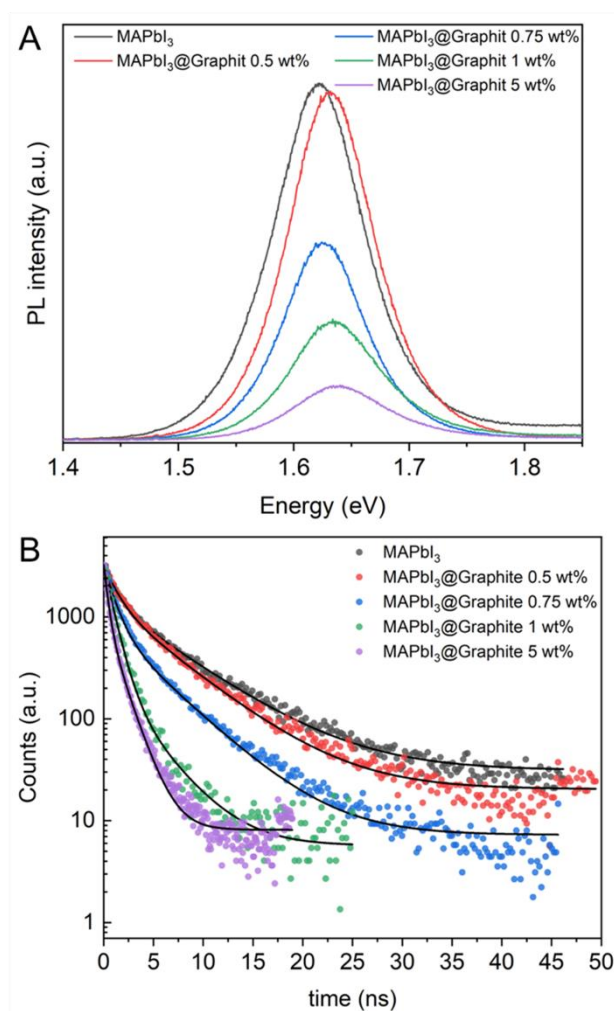 A
MAPbI₃
MAPbI₃@Graphit 0.5 wt%
MAPbI₃@Graphit 0.75 wt%
MAPbI₃@Graphit 1 wt%
MAPbI₃@Graphit 5 wt%
PL intensity (a.u.)
1.4 1.5 1.6 1.7 1.8
Energy (eV)
B
MAPbI₃
MAPbI₃@Graphite 0.5 wt%
MAPbI₃@Graphite 0.75 wt%
MAPbI₃@Graphite 1 wt%
MAPbI₃@Graphite 5 wt%
Counts (a.u.)
1000
100
10
1
0 5 10 15 20 25 30 35 40 45 50
time (ns)